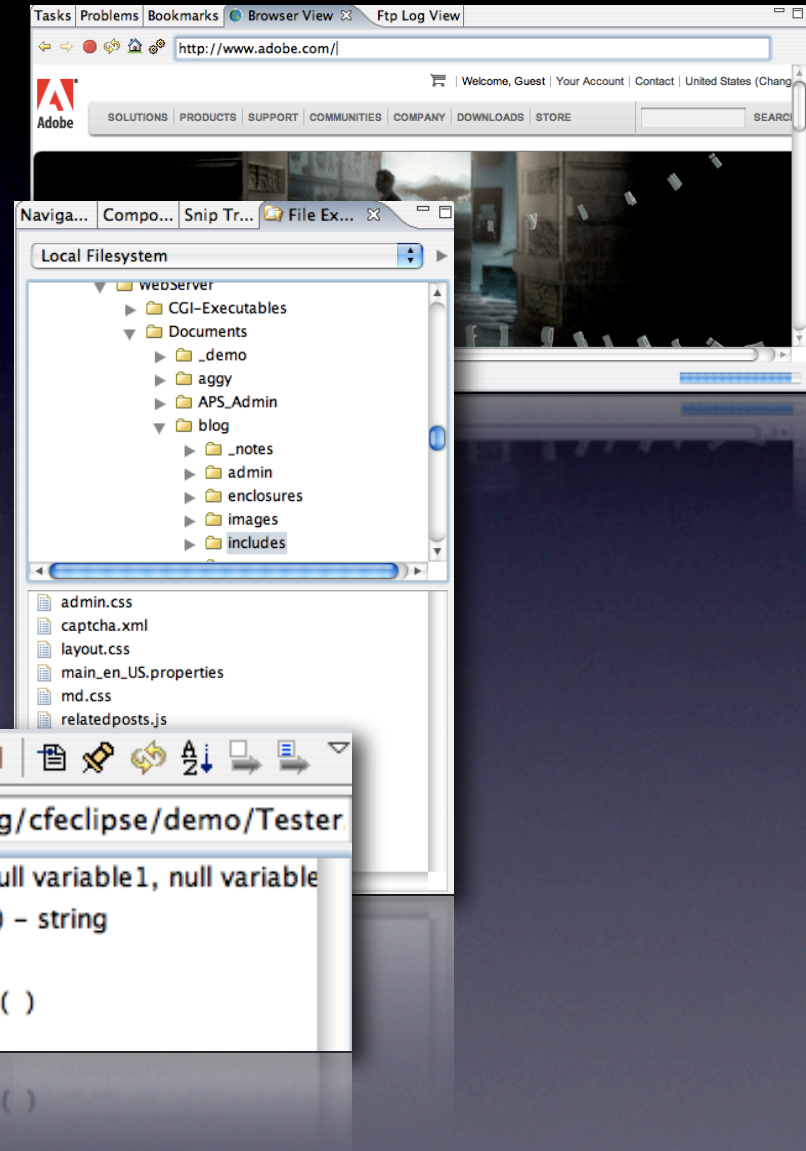 Tasks Problems Bookmarks Browser View Ftp Log View
http://www.adobe.com/
Welcome, Guest | Your Account | Contact | United States (Chang
Adobe
SOLUTIONS PRODUCTS SUPPORT COMMUNITIES COMPANY DOWNLOADS STORE SEARC
Naviga... Compo... Snip Tr... File Ex...
Local Filesystem
WebServer
CGI-Executables
Documents
_demo
aggy
APS_Admin
blog
_notes
admin
enclosures
images
includes
admin.css
captcha.xml
layout.css
main_en_US.properties
md.css
relatedposts.js
A
Z
g/cfeclipse/demo/Tester
ull variable1, null variable
) – string
( )